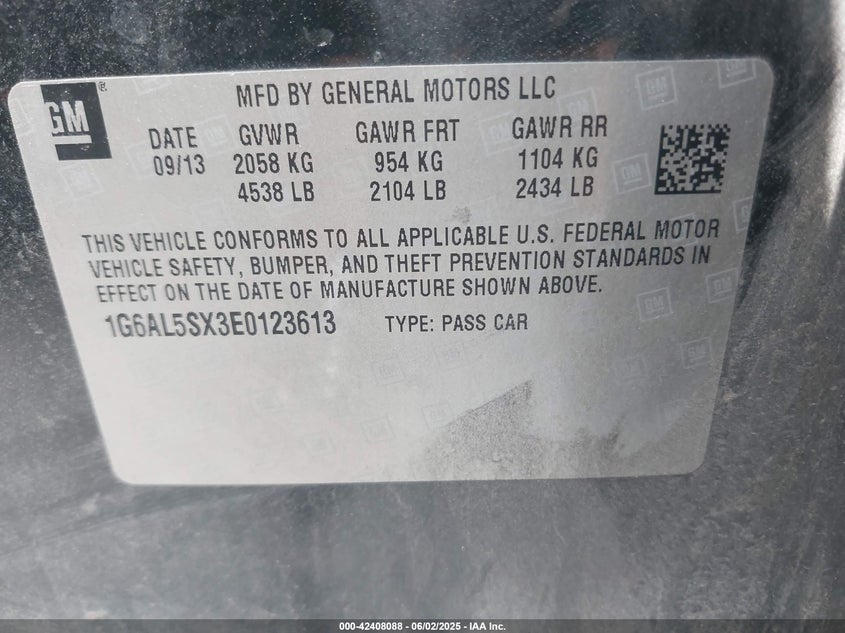 GM
MFD BY GENERAL MOTORS LLC
DATE GVWR GAWR FRT GAWR RR
09/13 2058 KG 954 KG 1104 KG
4538 LB 2104 LB 2434 LB
THIS VEHICLE CONFORMS TO ALL APPLICABLE U.S. FEDERAL MOTOR
VEHICLE SAFETY, BUMPER, AND THEFT PREVENTION STANDARDS IN
EFFECT ON THE DATE OF MANUFACTURE SHOWN ABOVE.
1G6AL5SX3E0123613 TYPE: PASS CAR
000-42408088 - 06/02/2025 - IAA Inc.